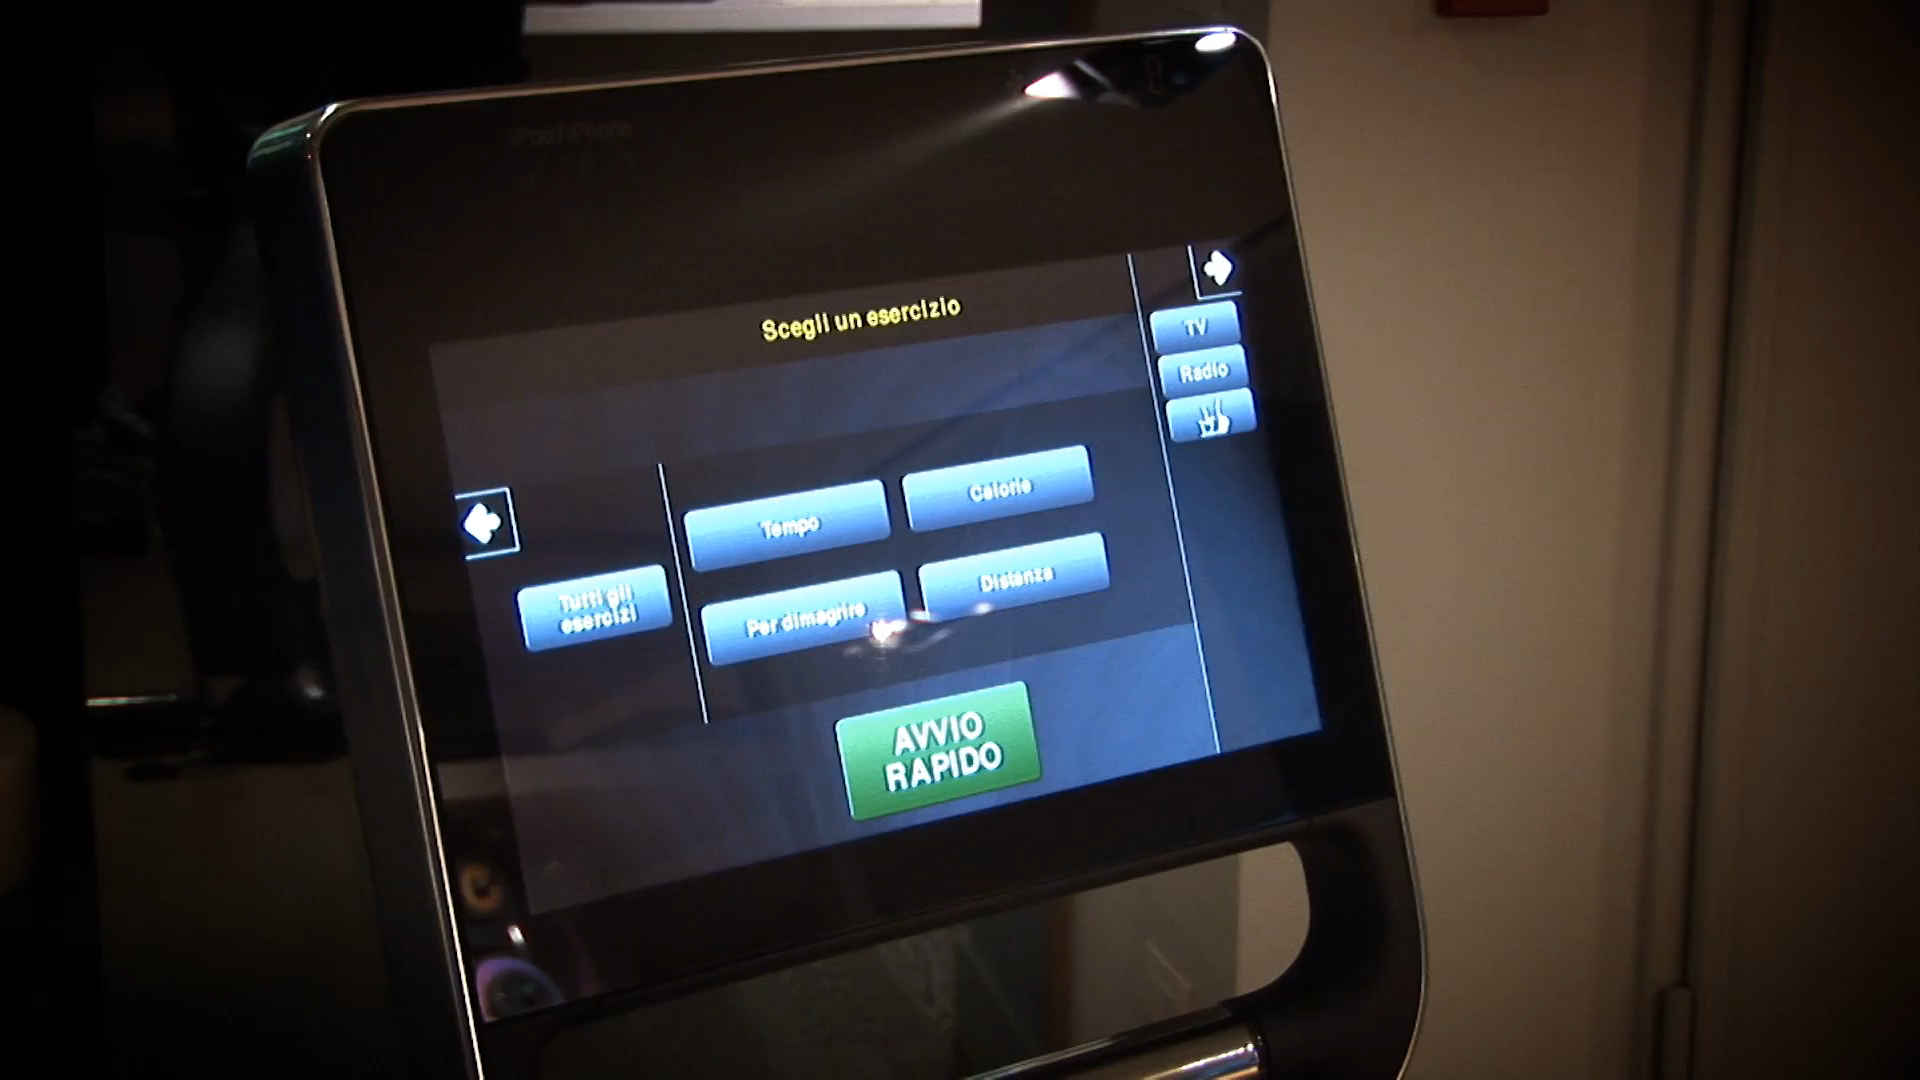 Scegli un esercizio
TV
Radio
Tempo
Calorie
Tutti gli
esercizi
Per dimagrire
Distanza
AVVIO
RAPIDO